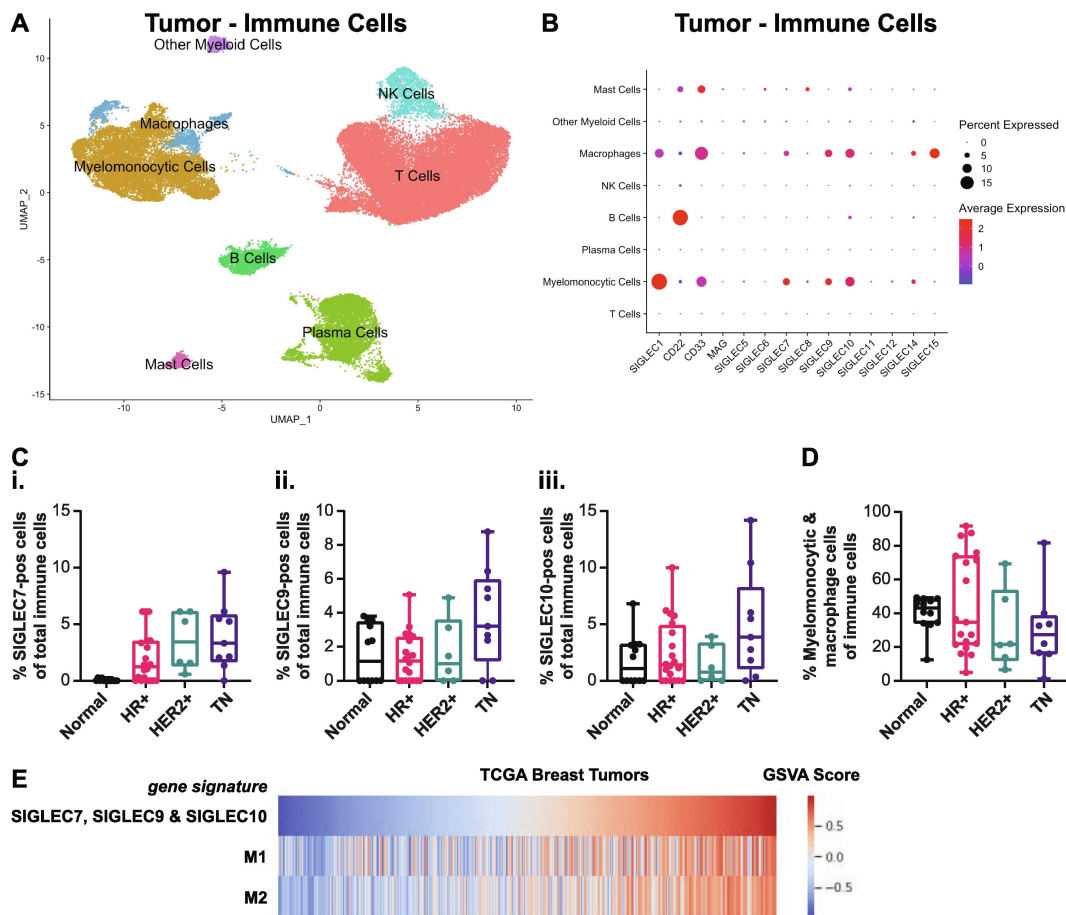 A
Tumor - Immune Cells
Other Myeloid Cells
NK Cells
Macrophages
Myelomonocytic Cells
T Cells
B Cells
Plasma Cells
Mast Cells
10
5
0
-5
-10
-15
UMAP_2
-10
-5
0
5
10
UMAP_1
B
Tumor - Immune Cells
Mast Cells
Other Myeloid Cells
Macrophages
NK Cells
B Cells
Plasma Cells
Myelomonocytic Cells
T Cells
SIGLEC1
CD22
CD33
MAG
SIGLEC5
SIGLEC6
SIGLEC7
SIGLEC8
SIGLEC9
SIGLEC10
SIGLEC11
SIGLEC12
SIGLEC14
SIGLEC15
Percent Expressed
0
5
10
15
Average Expression
2
1
0
C
i.
% SIGLEC7-pos cells
of total immune cells
15
10
5
0
Normal
HR+
HER2+
TN
ii.
% SIGLEC9-pos cells
of total immune cells
10
8
6
4
2
0
Normal
HR+
HER2+
TN
iii.
% SIGLEC10-pos cells
of total immune cells
15
10
5
0
Normal
HR+
HER2+
TN
D
% Myelomonocytic &
macrophage cells
of immune cells
100
80
60
40
20
0
Normal
HR+
HER2+
TN
E
gene signature
TCGA Breast Tumors
GSVA Score
SIGLEC7, SIGLEC9 & SIGLEC10
M1
M2
0.5
0.0
−0.5